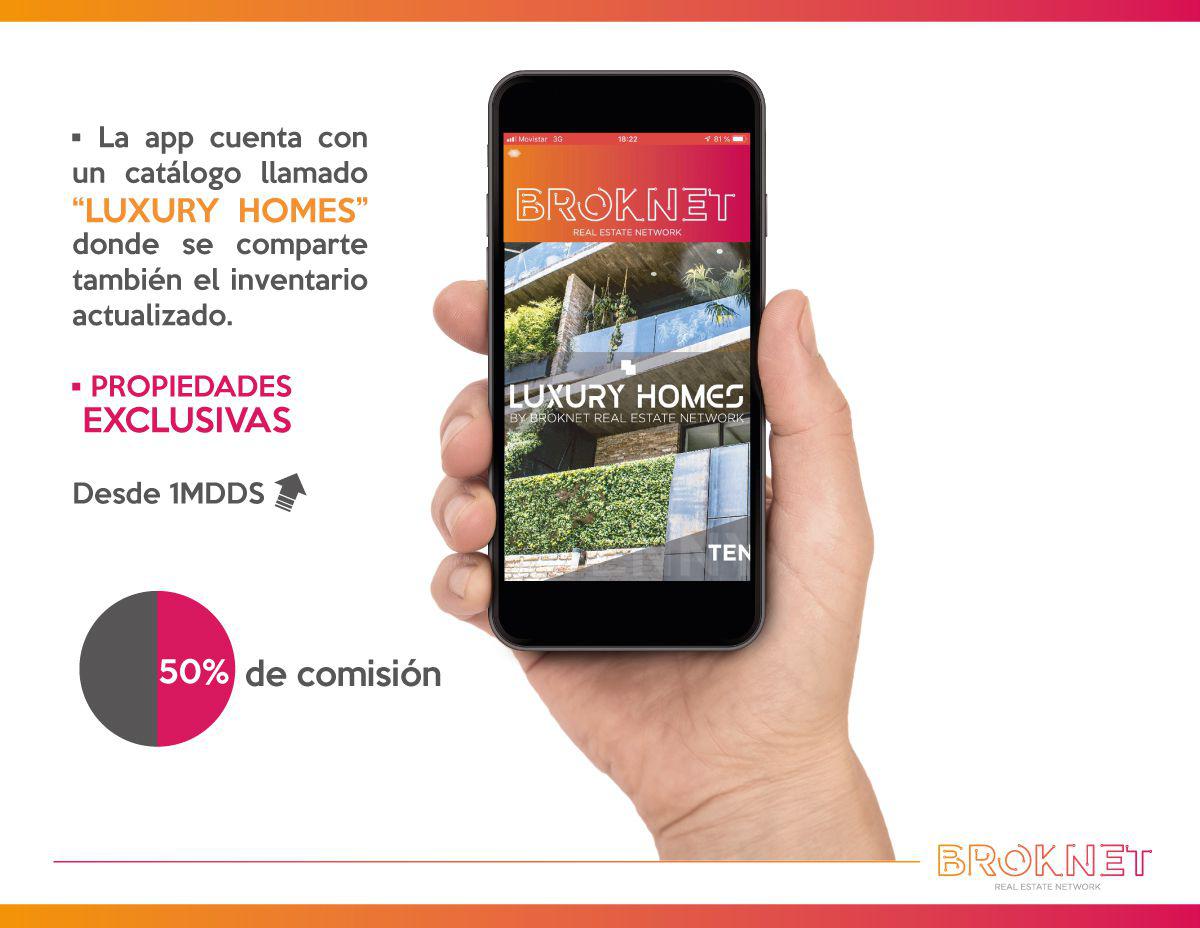 ▪ La app cuenta con
un catálogo llamado
“LUXURY HOMES”
donde se comparte
también el inventario
actualizado.
▪ PROPIEDADES
EXCLUSIVAS
Desde 1MDDS
50% de comisión
Movistar 3G 18:22 81 %
BROKNET
REAL ESTATE NETWORK
LUXURY HOMES
BY BROKNET REAL ESTATE NETWORK
TEN
BROKNET
REAL ESTATE NETWORK